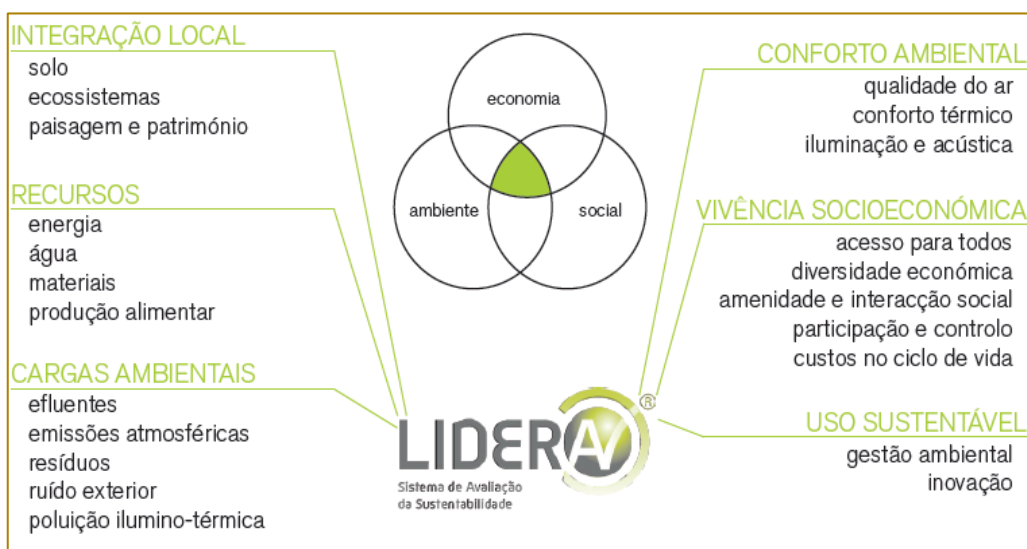 INTEGRAÇÃO LOCAL
solo
ecossistemas
paisagem e património
RECURSOS
energia
água
materiais
produção alimentar
CARGAS AMBIENTAIS
efluentes
emissões atmosféricas
resíduos
ruído exterior
poluição ilumino-térmica
economia
ambiente
social
LIDERA®
Sistema de Avaliação
da Sustentabilidade
CONFORTO AMBIENTAL
qualidade do ar
conforto térmico
iluminação e acústica
VIVÊNCIA SOCIOECONÓMICA
acesso para todos
diversidade económica
amenidade e interacção social
participação e controlo
custos no ciclo de vida
USO SUSTENTÁVEL
gestão ambiental
inovação